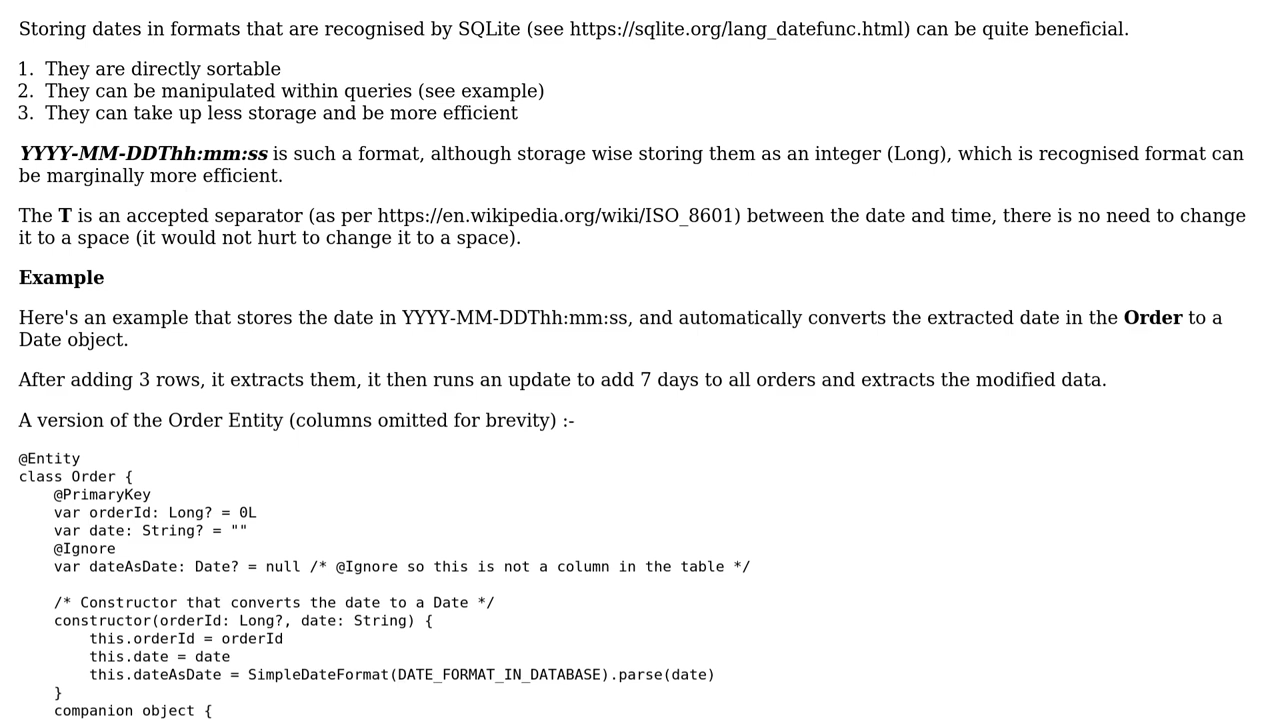 Storing dates in formats that are recognised by SQLite (see https://sqlite.org/lang_datefunc.html) can be quite beneficial.
1. They are directly sortable
2. They can be manipulated within queries (see example)
3. They can take up less storage and be more efficient
YYYY-MM-DDThh:mm:ss is such a format, although storage wise storing them as an integer (Long), which is recognised format can
be marginally more efficient.
The T is an accepted separator (as per https://en.wikipedia.org/wiki/ISO_8601) between the date and time, there is no need to change
it to a space (it would not hurt to change it to a space).
Example
Here's an example that stores the date in YYYY-MM-DDThh:mm:ss, and automatically converts the extracted date in the Order to a
Date object.
After adding 3 rows, it extracts them, it then runs an update to add 7 days to all orders and extracts the modified data.
A version of the Order Entity (columns omitted for brevity) :-
@Entity
class Order {
    @PrimaryKey
    var orderId: Long? = 0L
    var date: String? = ""
    @Ignore
    var dateAsDate: Date? = null /* @Ignore so this is not a column in the table */
    /* Constructor that converts the date to a Date */
    constructor(orderId: Long?, date: String) {
        this.orderId = orderId
        this.date = date
        this.dateAsDate = SimpleDateFormat(DATE_FORMAT_IN_DATABASE).parse(date)
    }
    companion object {